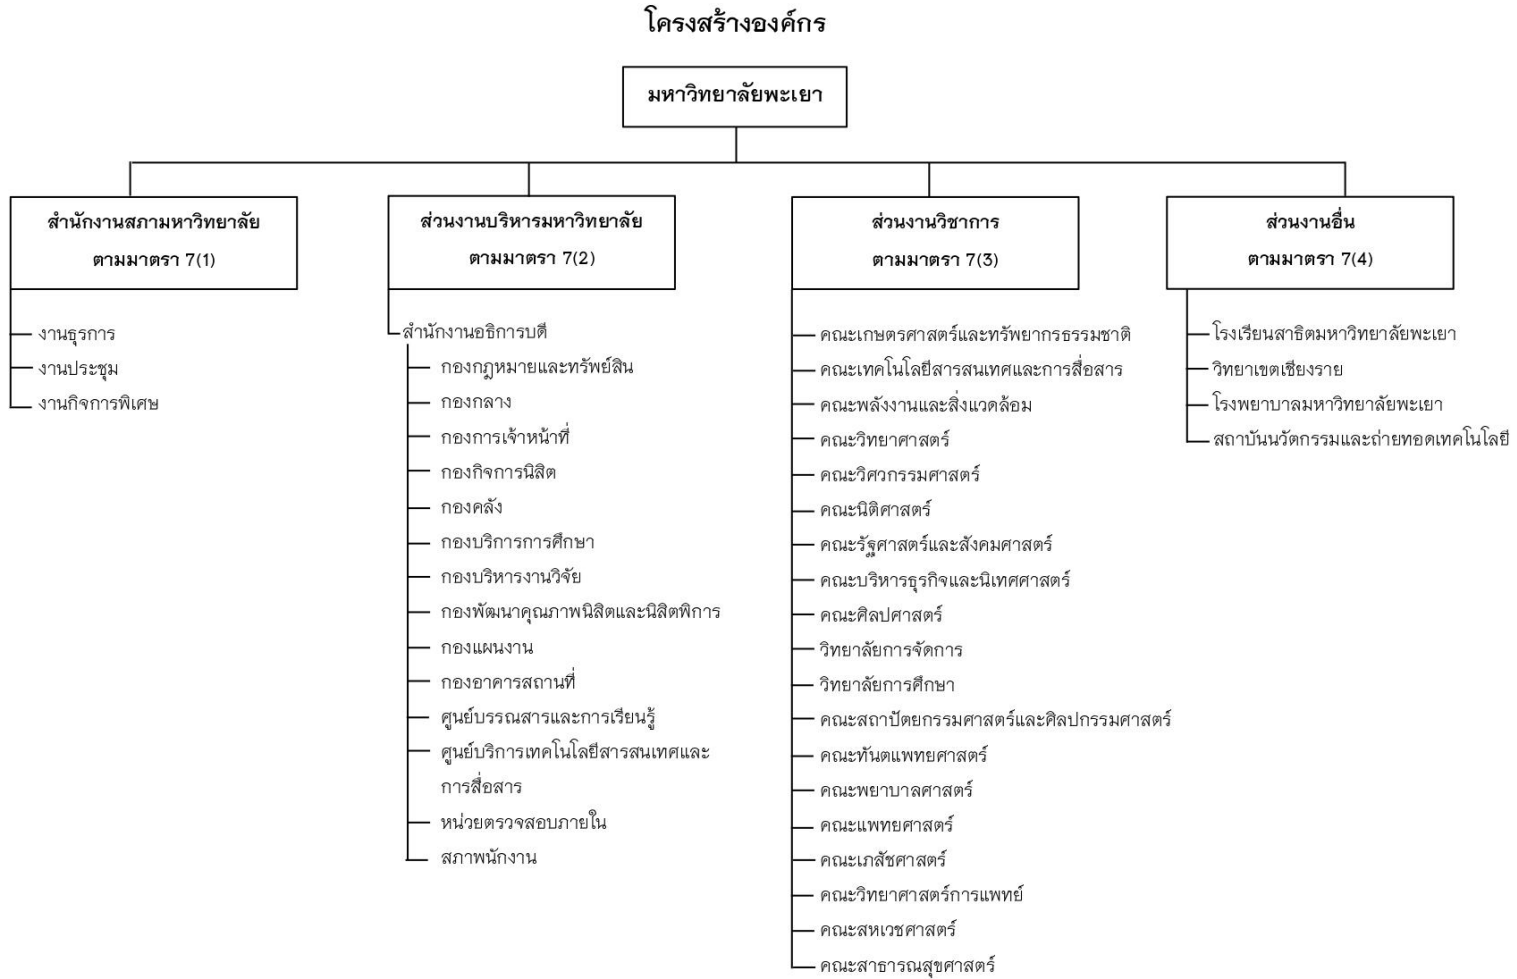 โครงสร้างองค์กร
มหาวิทยาลัยพะเยา
สำนักงานสภามหาวิทยาลัย
ตามมาตรา 7(1)
งานธุรการ
งานประชุม
งานกิจการพิเศษ
ส่วนงานบริหารมหาวิทยาลัย
ตามมาตรา 7(2)
สำนักงานอธิการบดี
กองกฎหมายและทรัพย์สิน
กองกลาง
กองการเจ้าหน้าที่
กองกิจการนิสิต
กองคลัง
กองบริการการศึกษา
กองบริหารงานวิจัย
กองพัฒนาคุณภาพนิสิตและนิสิตพิการ
กองแผนงาน
กองอาคารสถานที่
ศูนย์บรรณสารและการเรียนรู้
ศูนย์บริการเทคโนโลยีสารสนเทศและ
การสื่อสาร
หน่วยตรวจสอบภายใน
สภาพนักงาน
ส่วนงานวิชาการ
ตามมาตรา 7(3)
คณะเกษตรศาสตร์และทรัพยากรธรรมชาติ
คณะเทคโนโลยีสารสนเทศและการสื่อสาร
คณะพลังงานและสิ่งแวดล้อม
คณะวิทยาศาสตร์
คณะวิศวกรรมศาสตร์
คณะนิติศาสตร์
คณะรัฐศาสตร์และสังคมศาสตร์
คณะบริหารธุรกิจและนิเทศศาสตร์
คณะศิลปศาสตร์
วิทยาลัยการจัดการ
วิทยาลัยการศึกษา
คณะสถาปัตยกรรมศาสตร์และศิลปกรรมศาสตร์
คณะทันตแพทยศาสตร์
คณะพยาบาลศาสตร์
คณะแพทยศาสตร์
คณะเภสัชศาสตร์
คณะวิทยาศาสตร์การแพทย์
คณะสหเวชศาสตร์
คณะสาธารณสุขศาสตร์
ส่วนงานอื่น
ตามมาตรา 7(4)
โรงเรียนสาธิตมหาวิทยาลัยพะเยา
วิทยาเขตเชียงราย
โรงพยาบาลมหาวิทยาลัยพะเยา
สถาบันนวัตกรรมและถ่ายทอดเทคโนโลยี